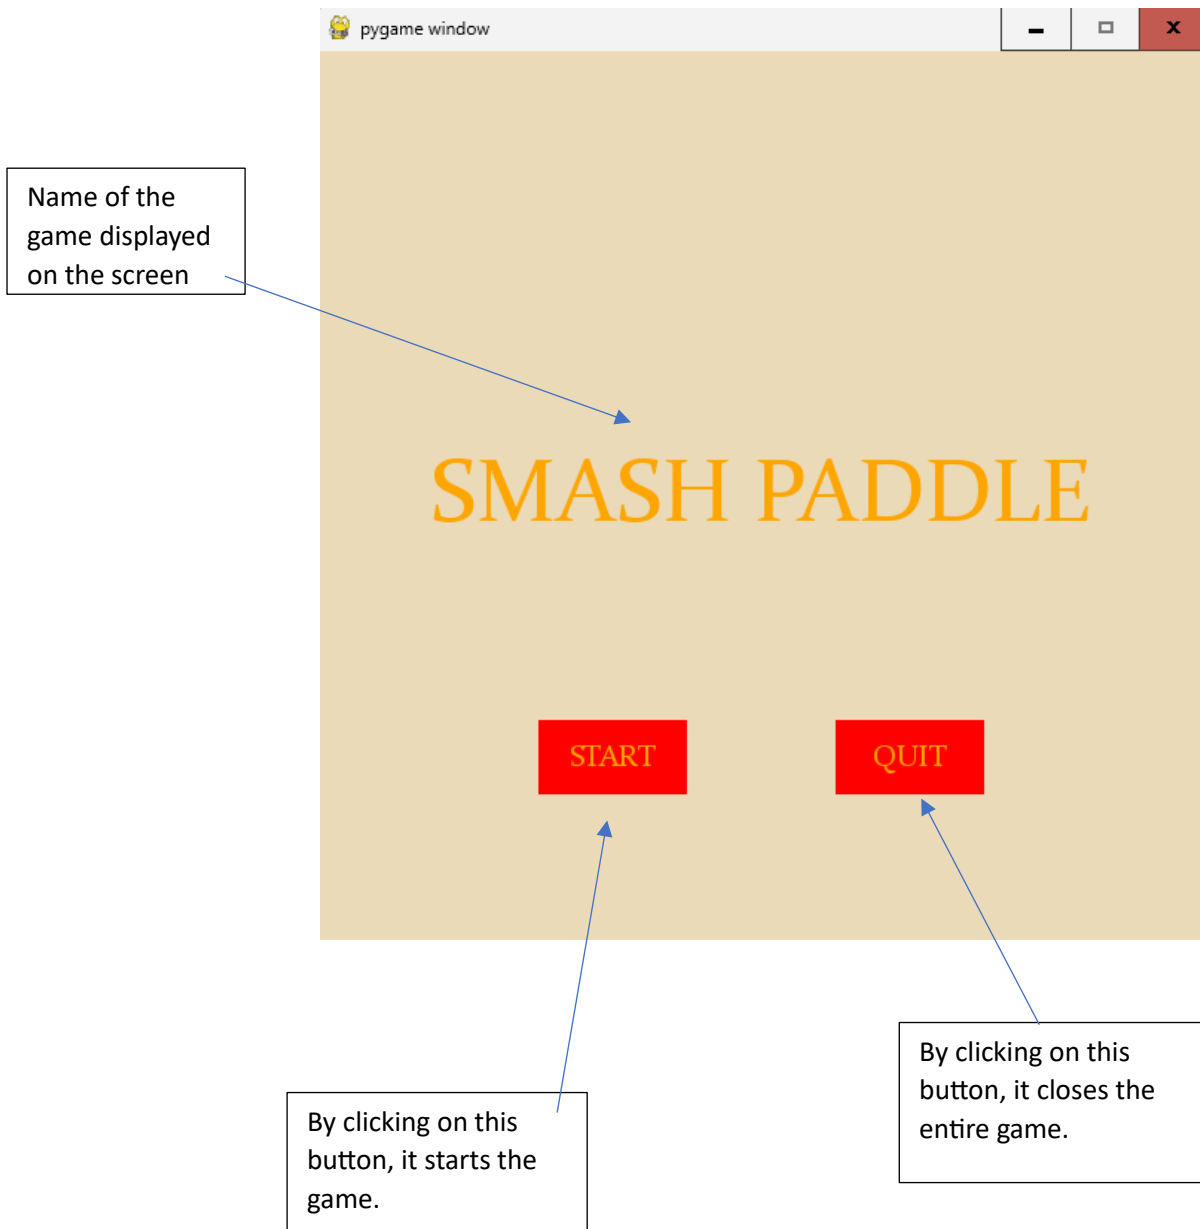 pygame window
Name of the
game displayed
on the screen
SMASH PADDLE
START
QUIT
By clicking on this
button, it closes the
entire game.
By clicking on this
button, it starts the
game.